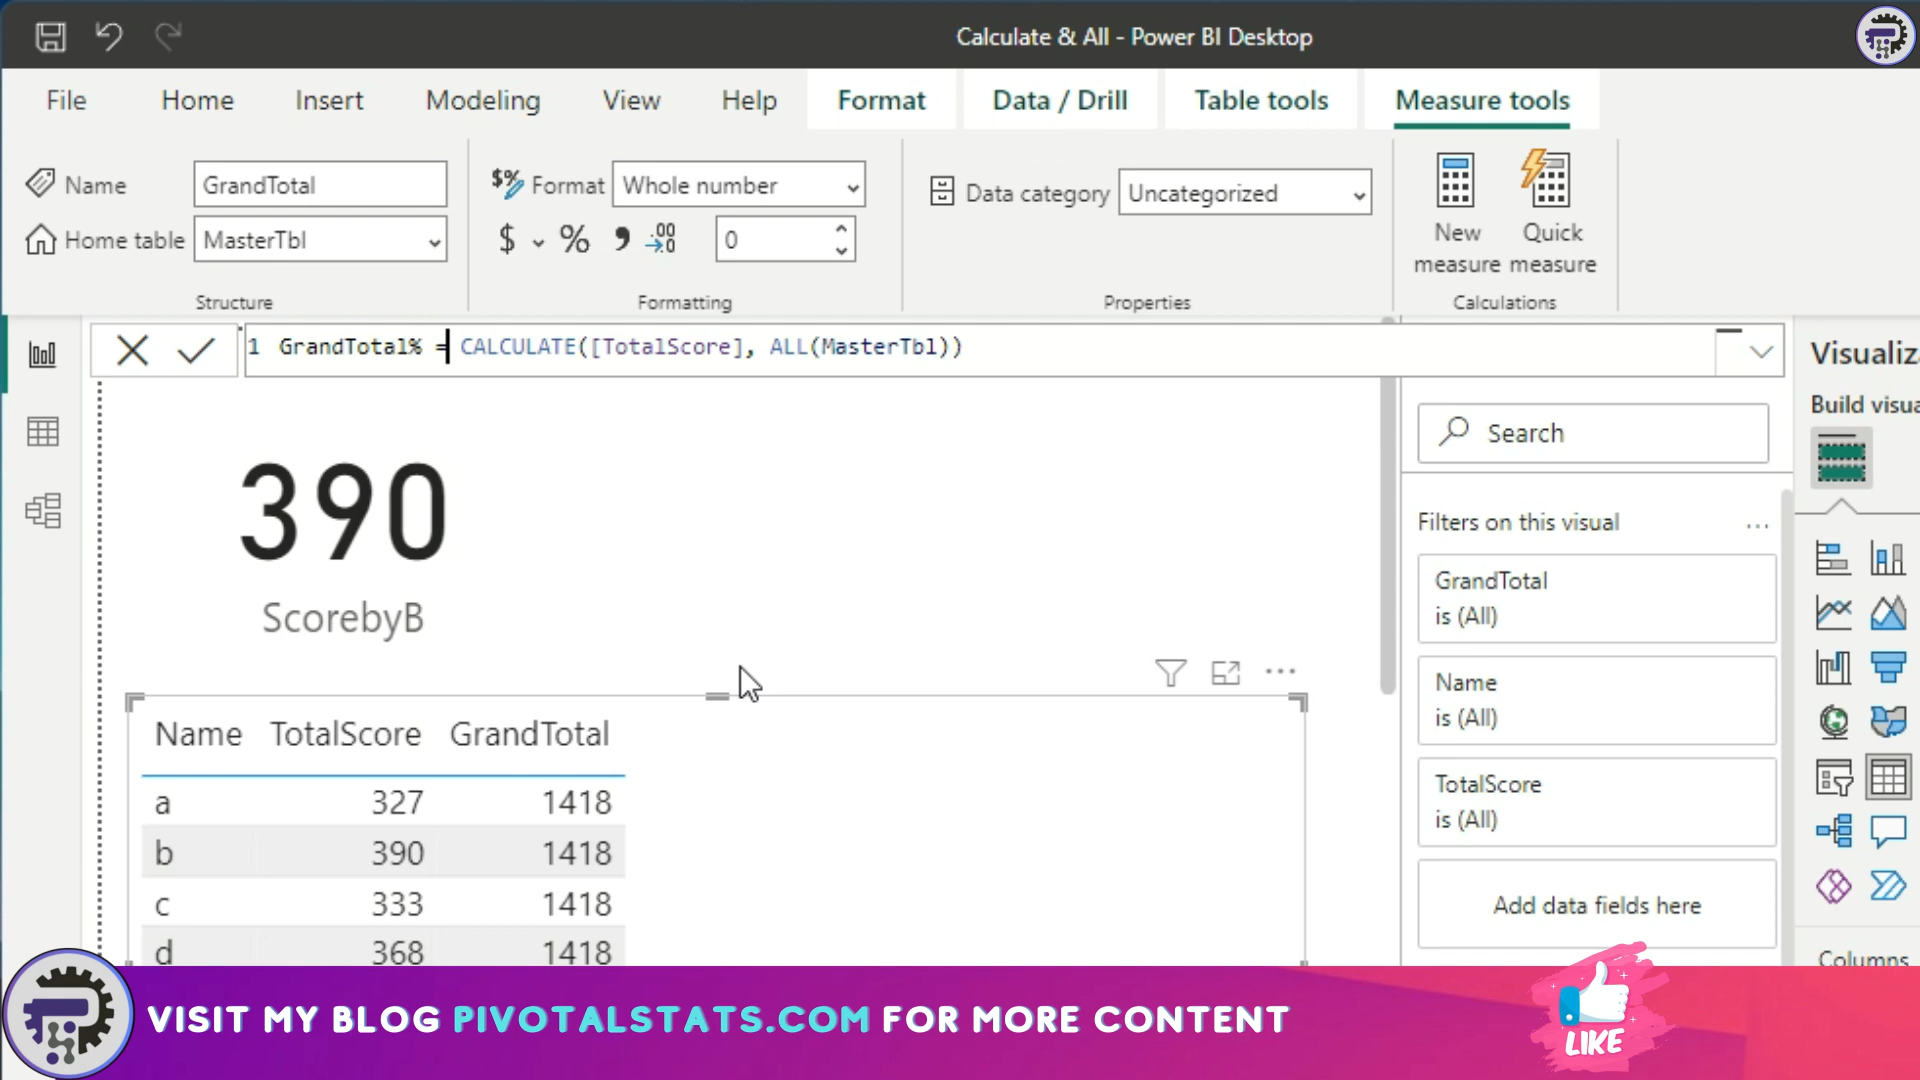 Calculate & All - Power BI Desktop
File Home Insert Modeling View Help Format Data / Drill Table tools Measure tools
Name GrandTotal
Home table MasterTbl
Structure
$% Format Whole number
$ % , .00 →.0 0
Formatting
Data category Uncategorized
Properties
New measure
Quick measure
Calculations
1 GrandTotal% = CALCULATE([TotalScore], ALL(MasterTbl))
390
ScorebyB
Name TotalScore GrandTotal
a 327 1418
b 390 1418
c 333 1418
d 368 1418
Search
Filters on this visual ...
GrandTotal
is (All)
Name
is (All)
TotalScore
is (All)
Add data fields here
Visualiz
Build visua
Columns
VISIT MY BLOG PIVOTALSTATS.COM FOR MORE CONTENT
LIKE